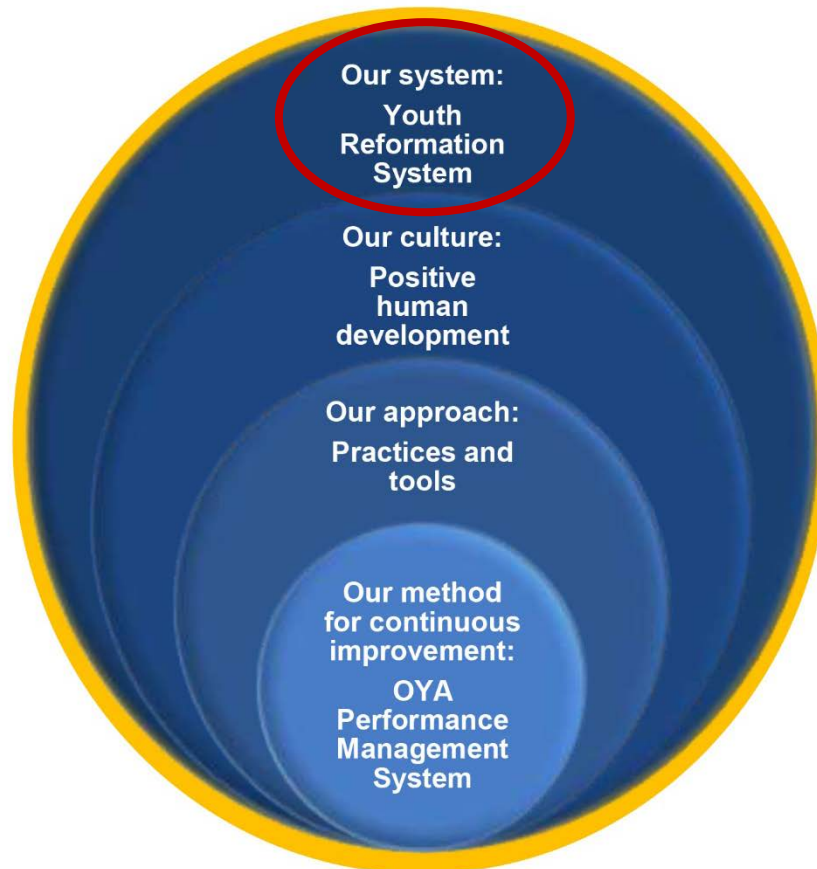 Our system:
Youth
Reformation
System
Our culture:
Positive
human
development
Our approach:
Practices and
tools
Our method
for continuous
improvement:
OYA
Performance
Management
System